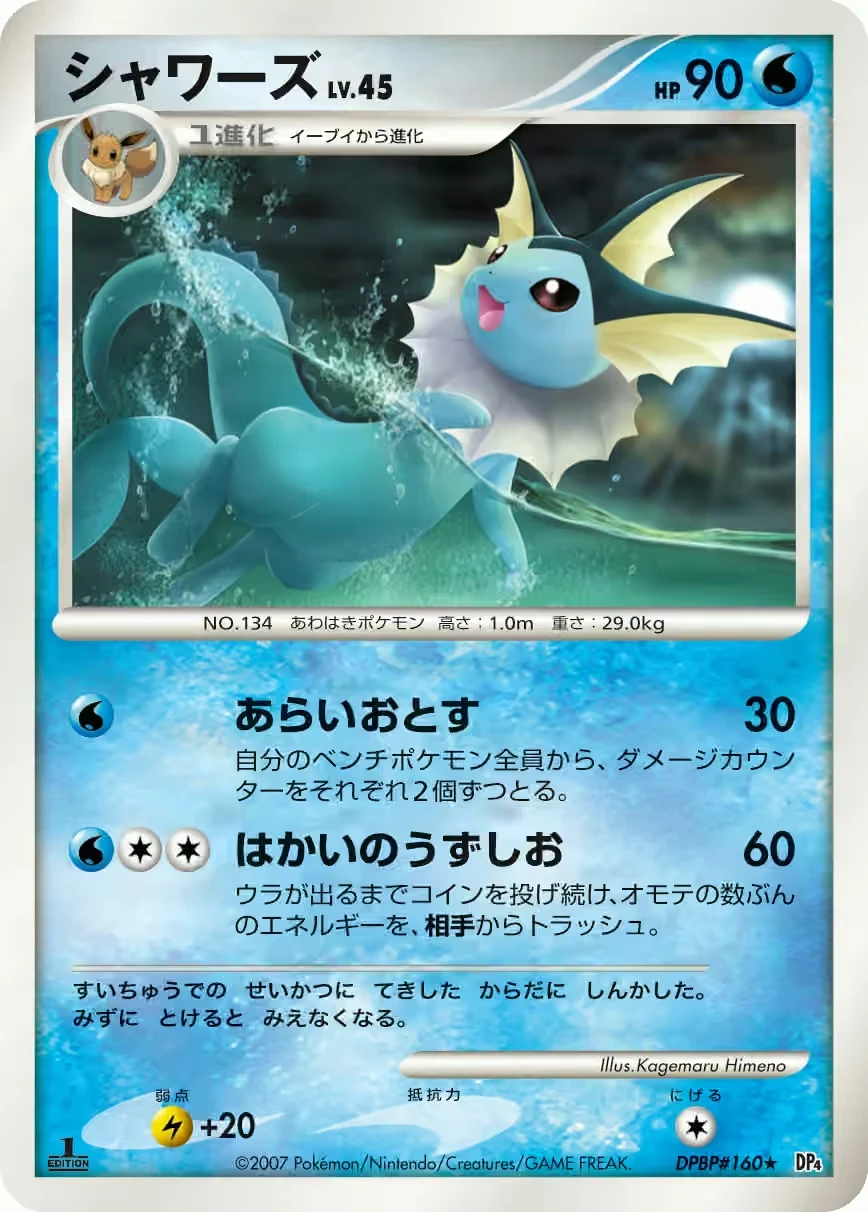 シャワーズ LV.45 HP 90
1進化 イーブイから進化
NO.134 あわはきポケモン 高さ:1.0m 重さ:29.0kg
あらいおとす 30
自分のベンチポケモン全員から、ダメージカウン
ターをそれぞれ2個ずつとる。
はかいのうずしお 60
ウラが出るまでコインを投げ続け、オモテの数ぶん
のエネルギーを、相手からトラッシュ。
すいちゅうでの せいかつに てきした からだに しんかした。
みずに とけると みえなくなる。
Illus.Kagemaru Himeno
弱点 抵抗力 にげる
+20
1 EDITION
©2007 Pokémon/Nintendo/Creatures/GAME FREAK. DPBP#160★ DP4